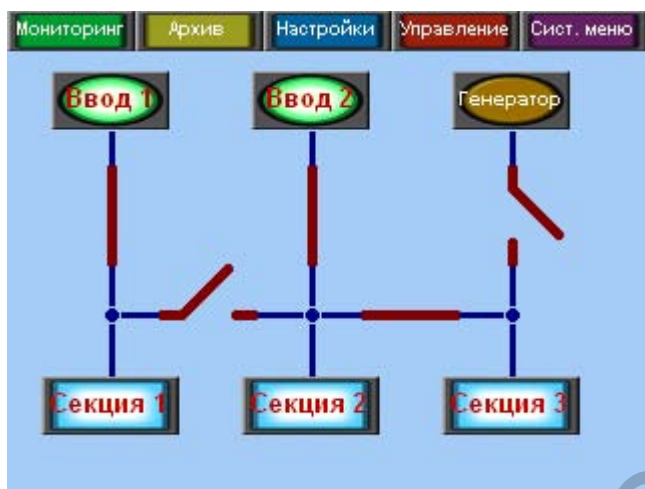 Мониторинг Архив Настройки Управление Сист. меню
Ввод 1 Ввод 2 Генератор
Секция 1 Секция 2 Секция 3